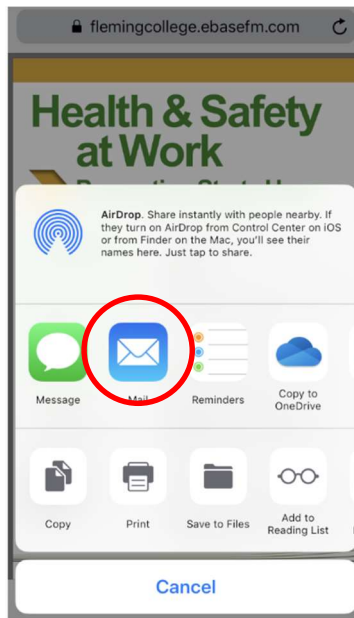 flemingcollege.ebasefm.com
Health & Safety
at Work
AirDrop. Share instantly with people nearby. If
they turn on AirDrop from Control Center on iOS
or from Finder on the Mac, you'll see their
names here. Just tap to share.
Message
Mail
Reminders
Copy to
OneDrive
Copy
Print
Save to Files
Add to
Reading List
Cancel